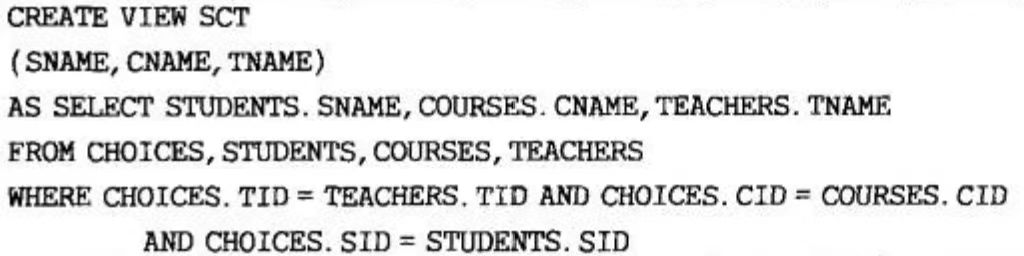 CREATE VIEW SCT
(SNAME, CNAME, TNAME)
AS SELECT STUDENTS. SNAME, COURSES. CNAME, TEACHERS. TNAME
FROM CHOICES, STUDENTS, COURSES, TEACHERS
WHERE CHOICES. TID = TEACHERS. TID AND CHOICES. CID = COURSES. CID
AND CHOICES. SID = STUDENTS. SID